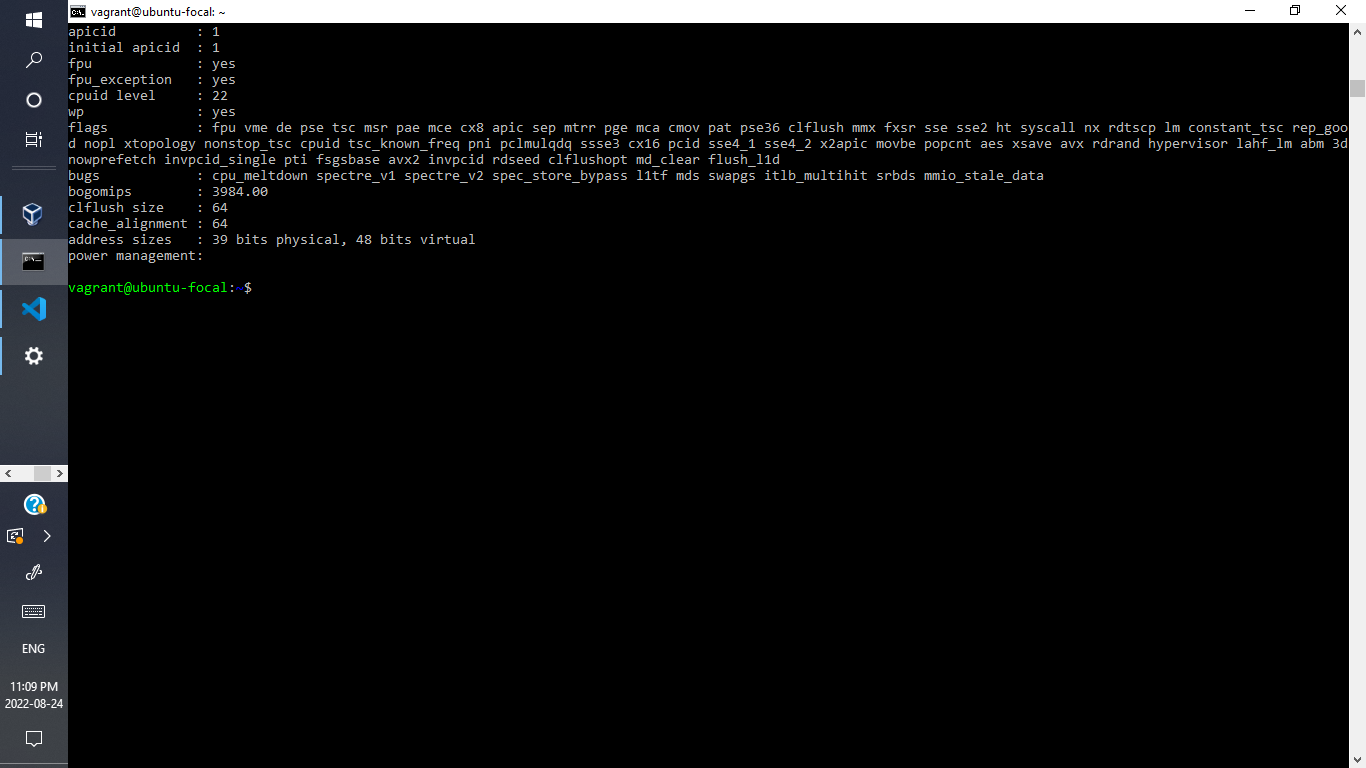 vagrant@ubuntu-focal: ~
apicid          : 1
initial apicid  : 1
fpu             : yes
fpu_exception   : yes
cpuid level     : 22
wp              : yes
flags           : fpu vme de pse tsc msr pae mce cx8 apic sep mtrr pge mca cmov pat pse36 clflush mmx fxsr sse sse2 ht syscall nx rdtscp lm constant_tsc rep_goo
d nopl xtopology nonstop_tsc cpuid tsc_known_freq pni pclmulqdq ssse3 cx16 pcid sse4_1 sse4_2 x2apic movbe popcnt aes xsave avx rdrand hypervisor lahf_lm abm 3d
nowprefetch invpcid_single pti fsgsbase avx2 invpcid rdseed clflushopt md_clear flush_l1d
bugs            : cpu_meltdown spectre_v1 spectre_v2 spec_store_bypass l1tf mds swapgs itlb_multihit srbds mmio_stale_data
bogomips        : 3984.00
clflush size    : 64
cache_alignment : 64
address sizes   : 39 bits physical, 48 bits virtual
power management:
vagrant@ubuntu-focal:~$
ENG
11:09 PM
2022-08-24